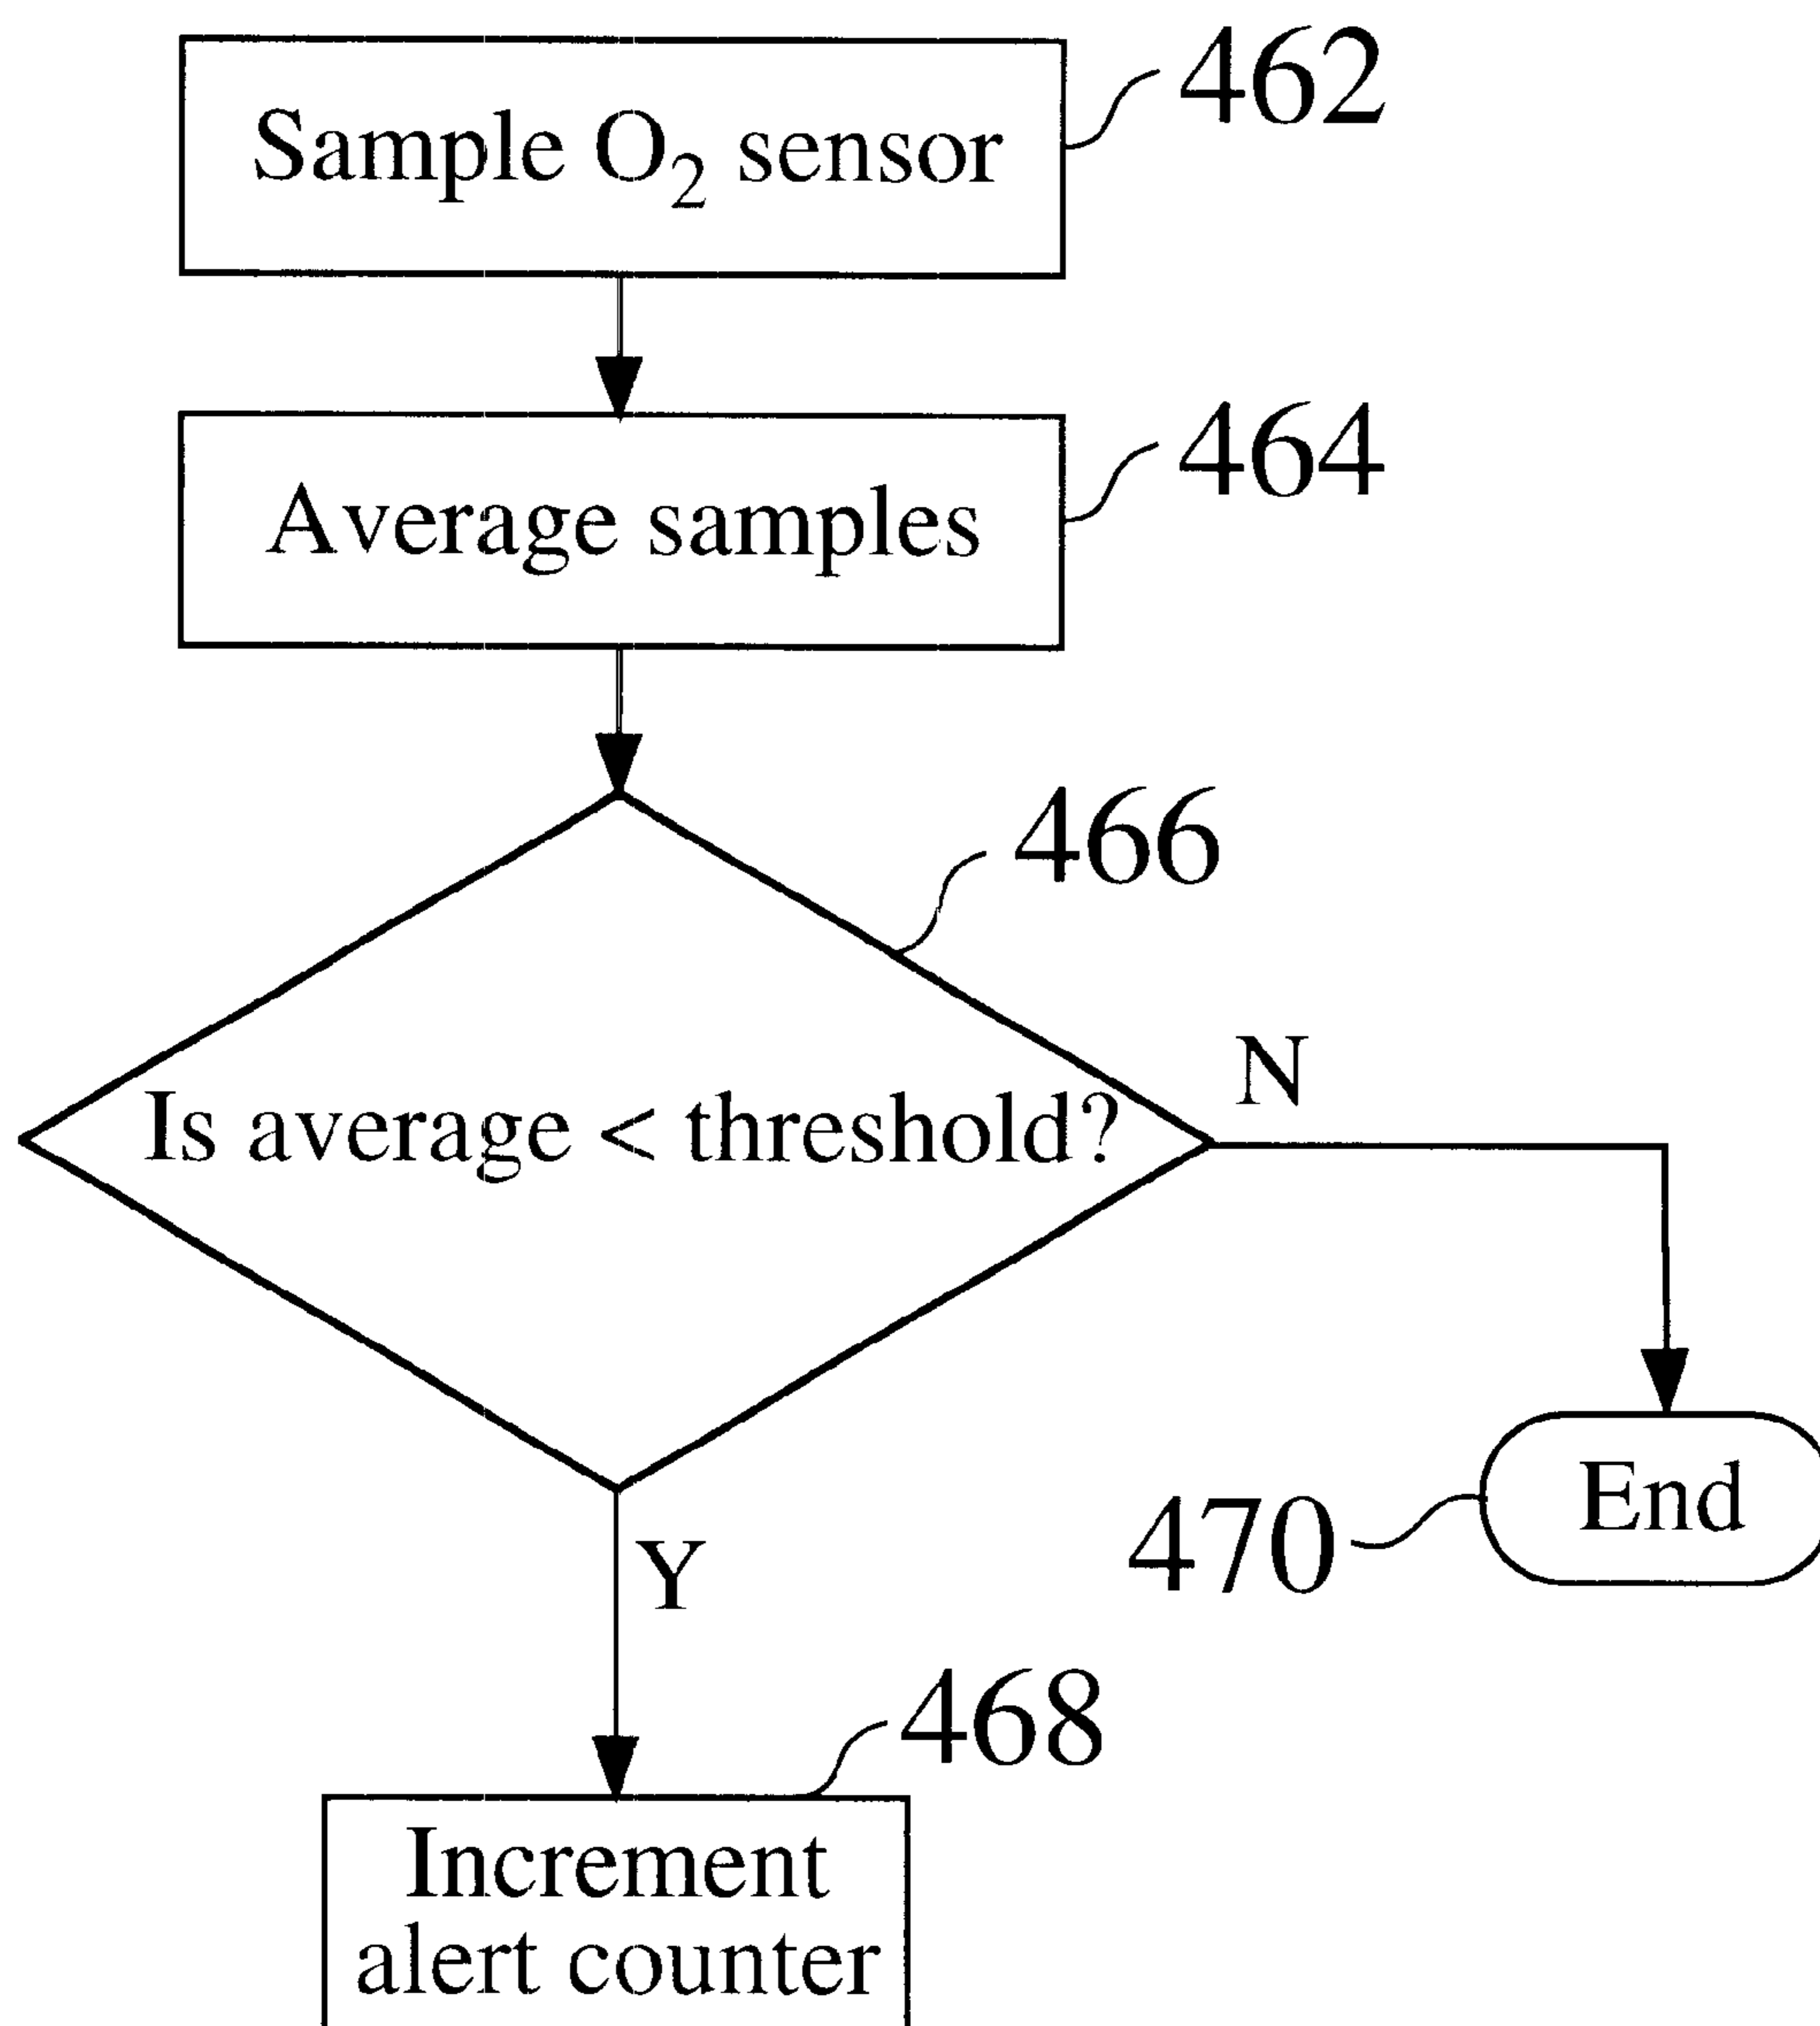 Sample O₂ sensor
462
Average samples
464
466
Is average < threshold?
N
End
470
Y
468
Increment
alert counter